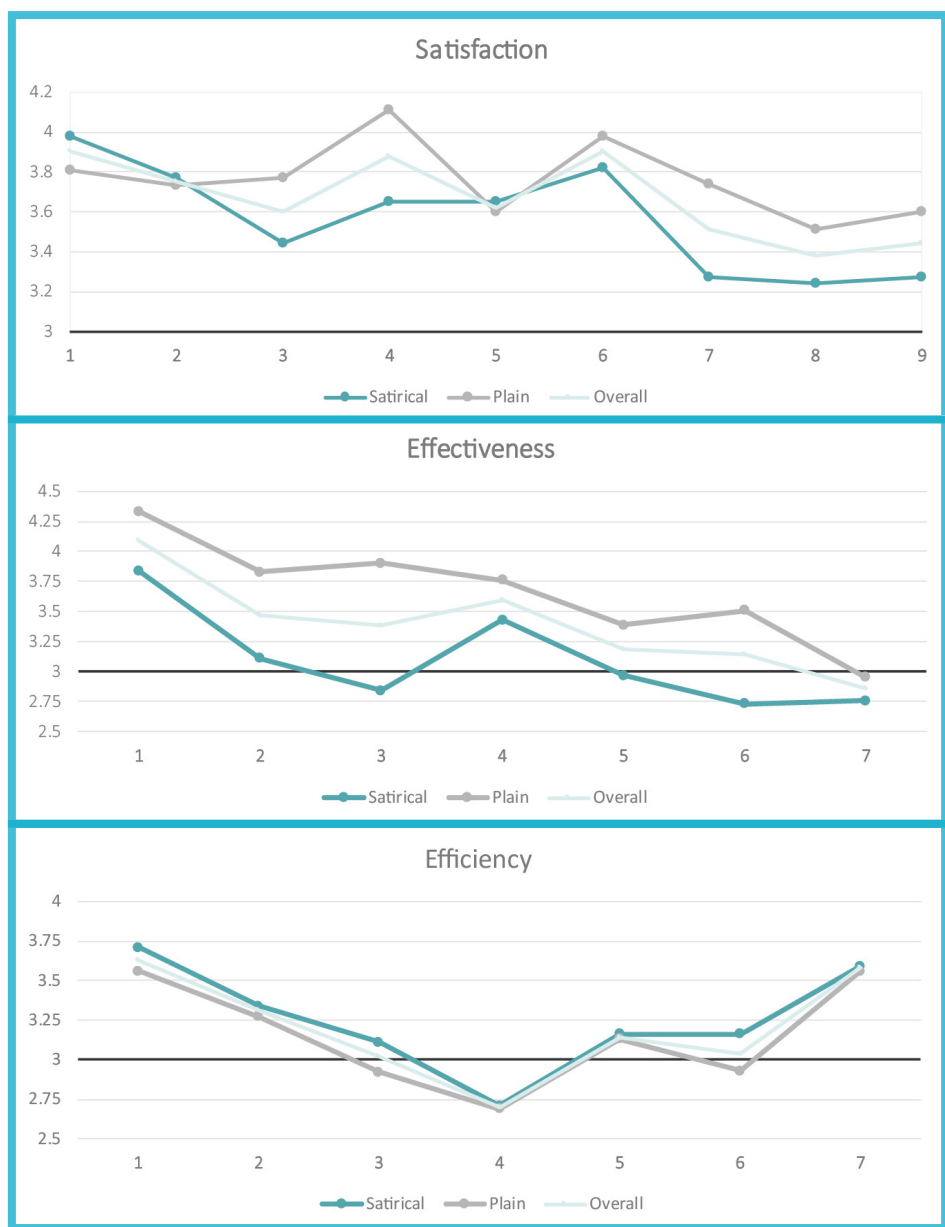 Satisfaction
4.2
4
3.8
3.6
3.4
3.2
3
1 2 3 4 5 6 7 8 9
Satirical Plain Overall
Effectiveness
4.5
4.25
4
3.75
3.5
3.25
3
2.75
2.5
1 2 3 4 5 6 7
Satirical Plain Overall
Efficiency
4
3.75
3.5
3.25
3
2.75
2.5
1 2 3 4 5 6 7
Satirical Plain Overall